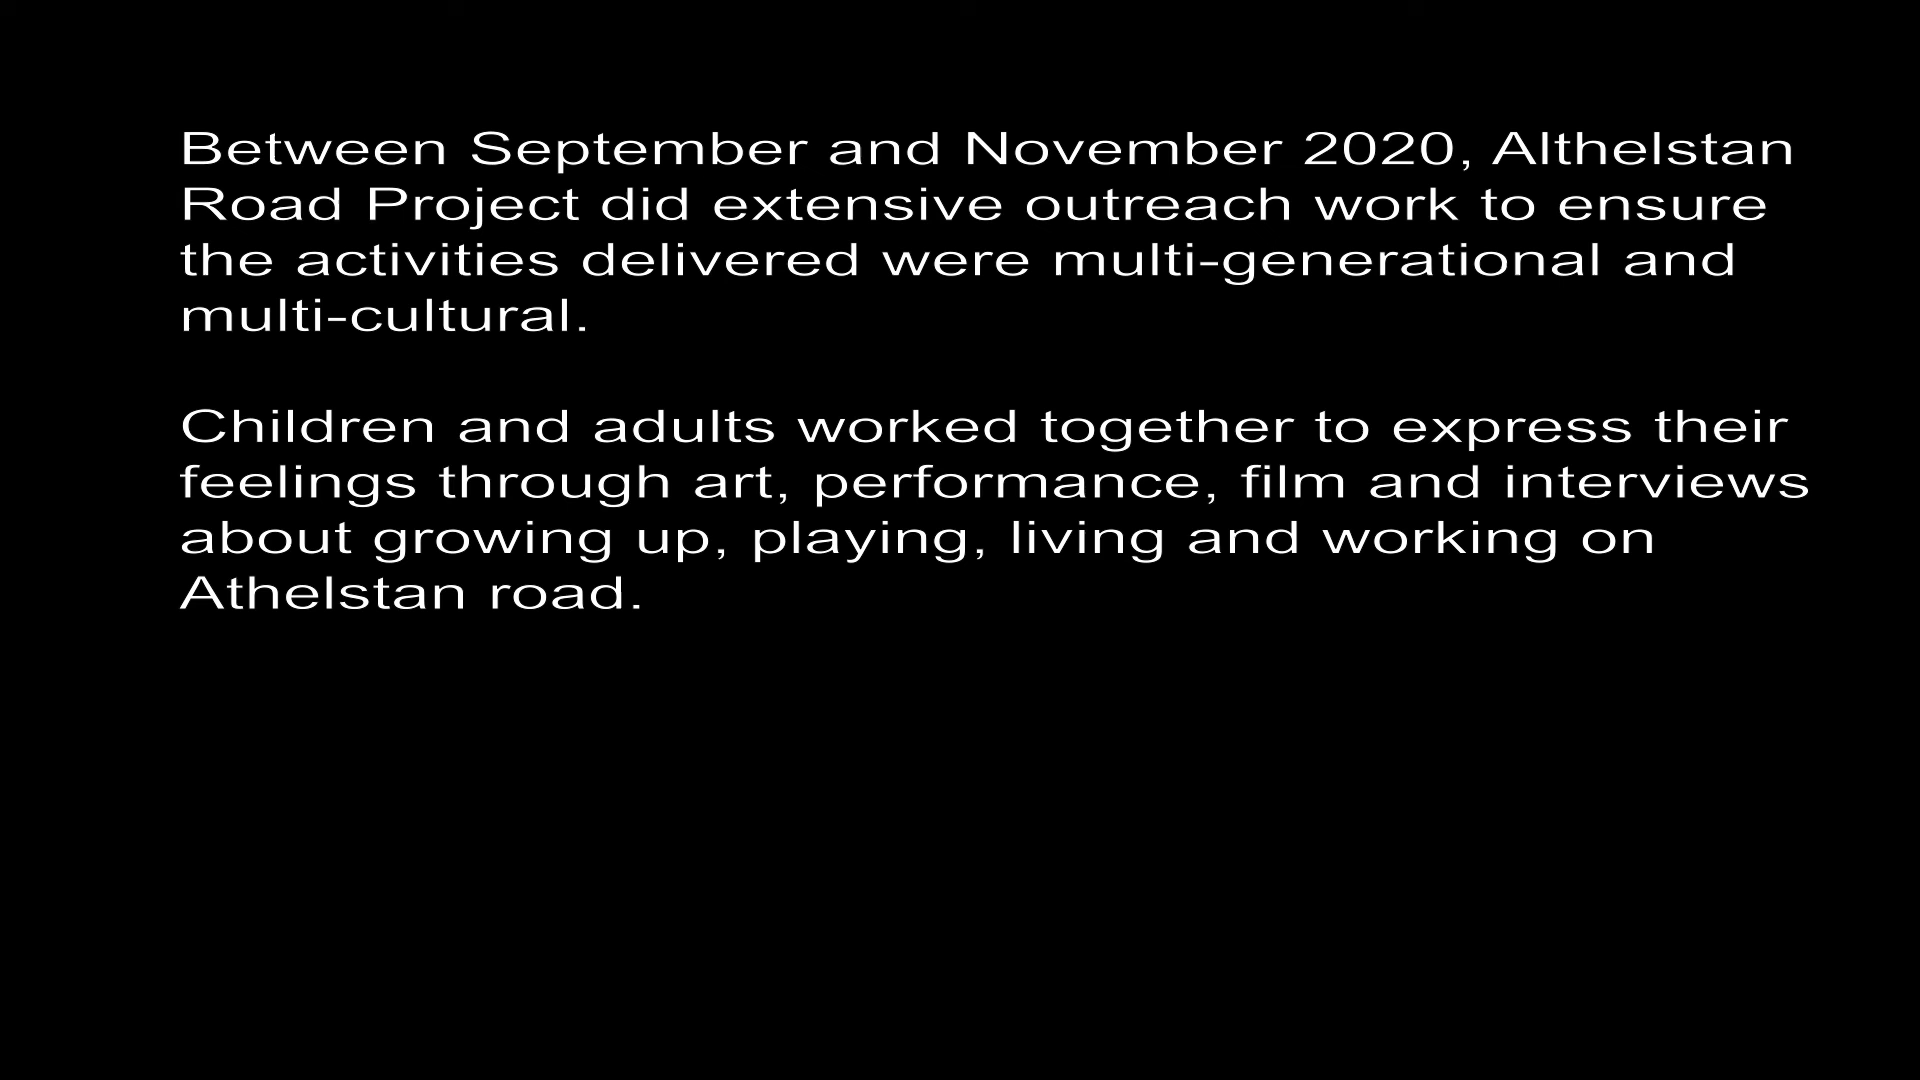 Between September and November 2020, Althelstan
Road Project did extensive outreach work to ensure
the activities delivered were multi-generational and
multi-cultural.
Children and adults worked together to express their
feelings through art, performance, film and interviews
about growing up, playing, living and working on
Athelstan road.